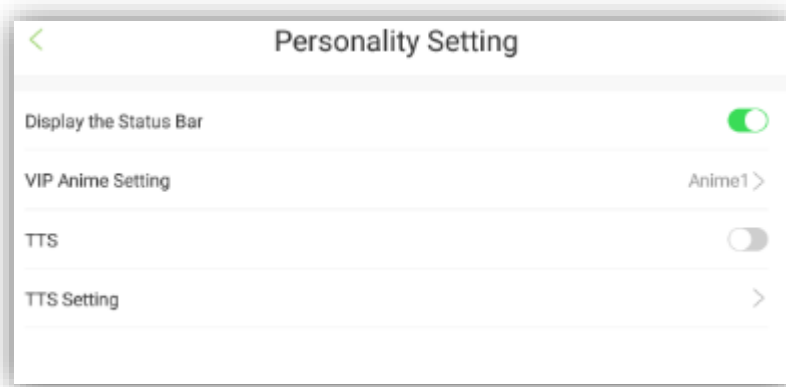 Personality Setting
Display the Status Bar
VIP Anime Setting
Anime1
TTS
TTS Setting